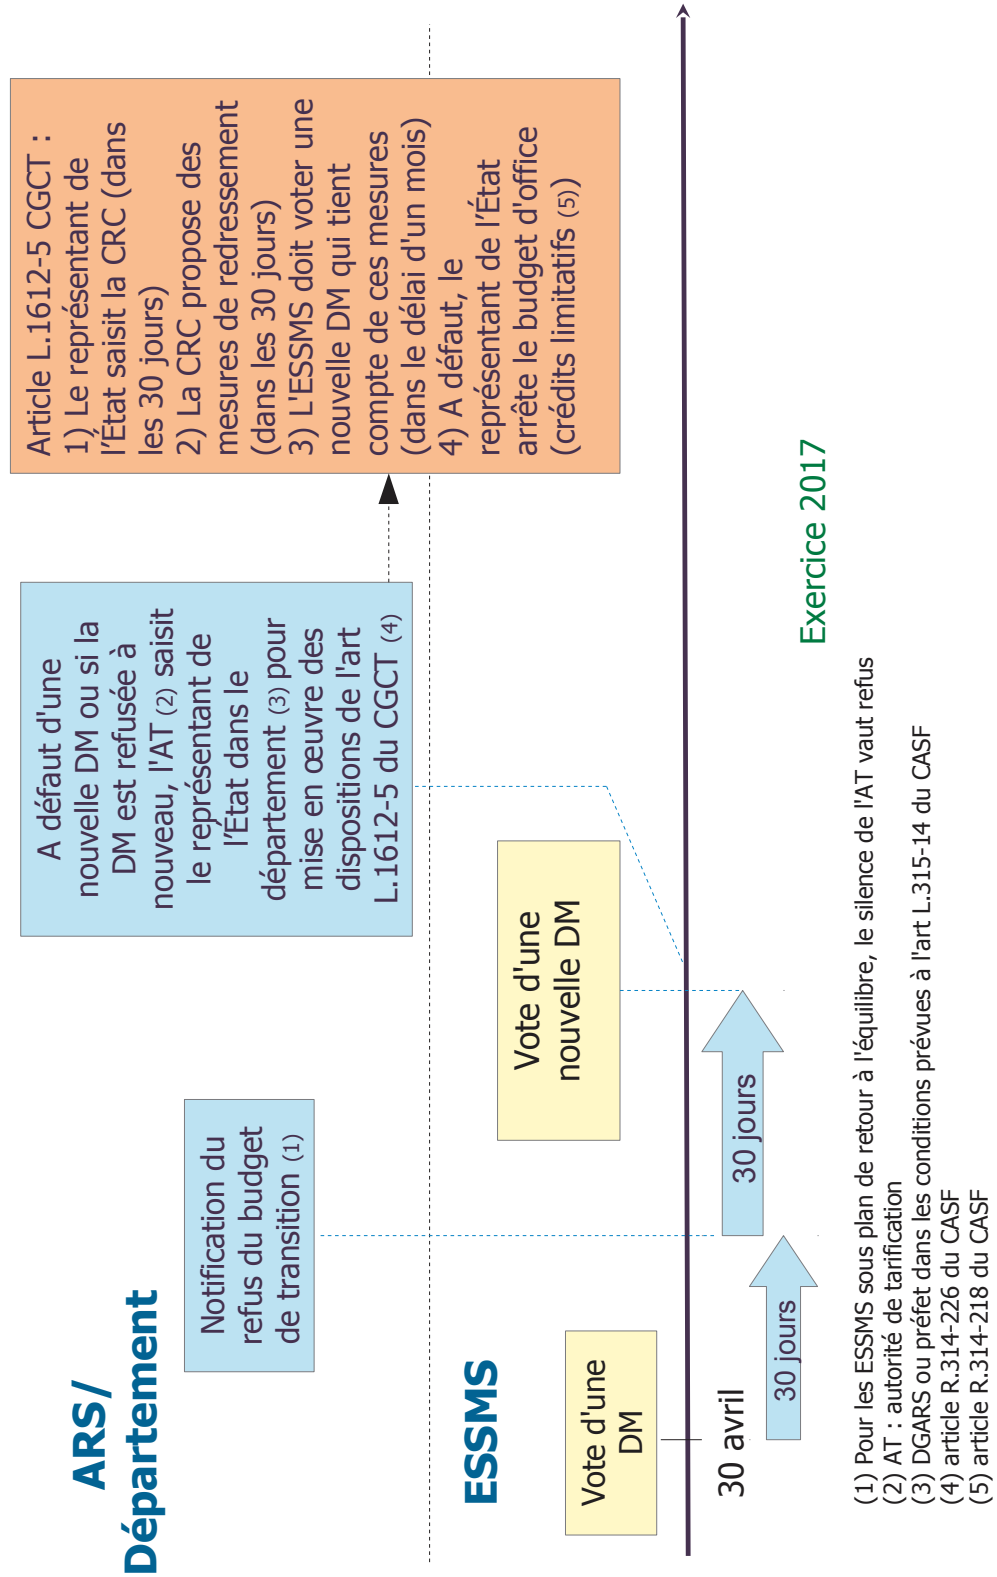 ARS/
Département
Notification du
refus du budget
de transition (1)
A défaut d'une
nouvelle DM ou si la
DM est refusée à
nouveau, l'AT (2) saisit
le représentant de
l'État dans le
département (3) pour
mise en œuvre des
dispositions de l'art
L.1612-5 du CGCT (4)
Article L.1612-5 CGCT :
1) Le représentant de
l'État saisit la CRC (dans
les 30 jours)
2) La CRC propose des
mesures de redressement
(dans les 30 jours)
3) L'ESSMS doit voter une
nouvelle DM qui tient
compte de ces mesures
(dans le délai d'un mois)
4) A défaut, le
représentant de l'État
arrête le budget d'office
(crédits limitatifs (5))
ESSMS
Vote d'une
DM
Vote d'une
nouvelle DM
30 avril
30 jours
30 jours
Exercice 2017
(1) Pour les ESSMS sous plan de retour à l'équilibre, le silence de l'AT vaut refus
(2) AT : autorité de tarification
(3) DGARS ou préfet dans les conditions prévues à l'art L.315-14 du CASF
(4) article R.314-226 du CASF
(5) article R.314-218 du CASF